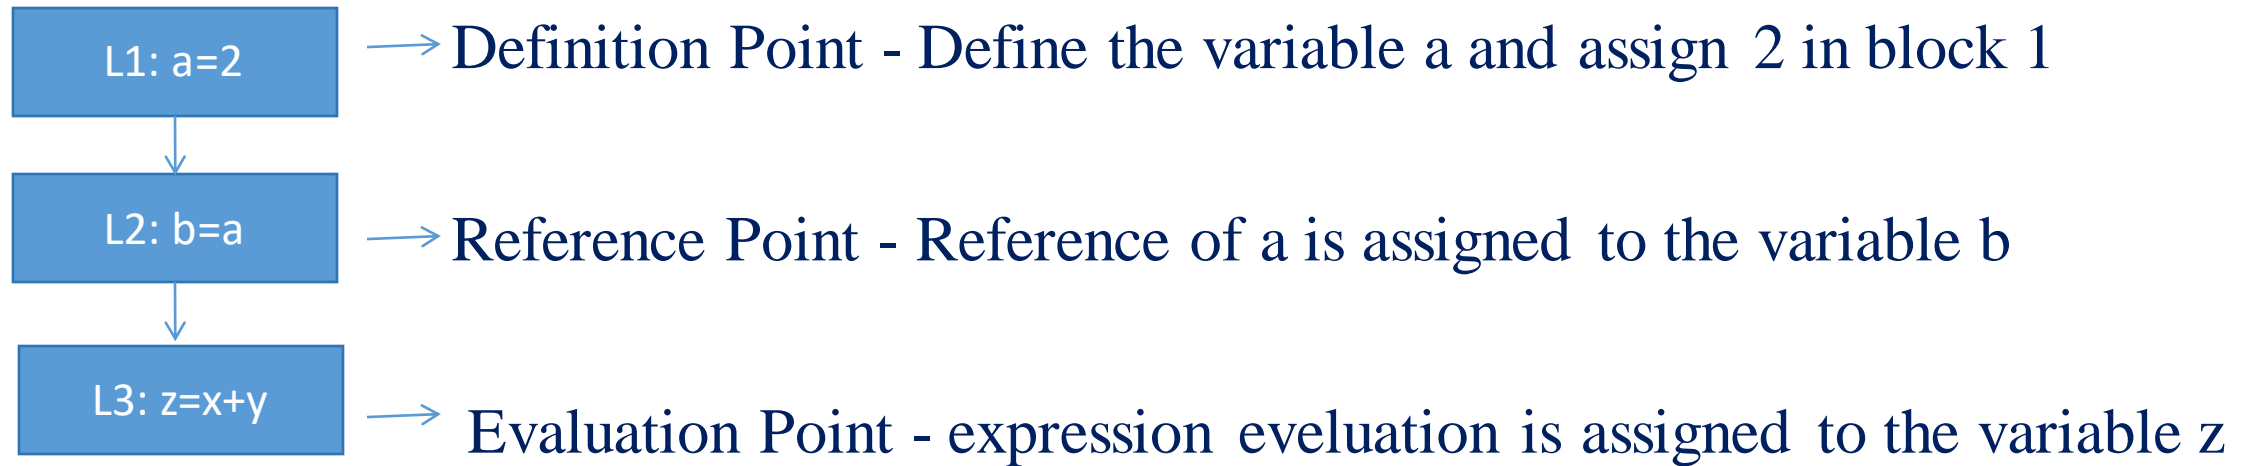 L1: a=2
Definition Point - Define the variable a and assign 2 in block 1
L2: b=a
Reference Point - Reference of a is assigned to the variable b
L3: z=x+y
Evaluation Point - expression eveluation is assigned to the variable z